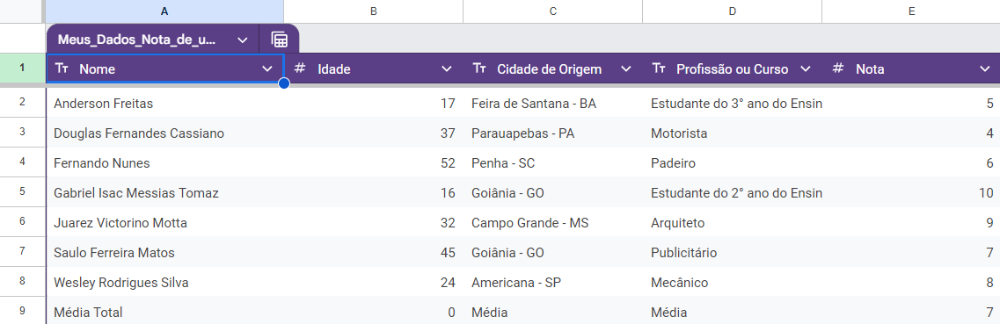 A B C D E
Meus_Dados_Nota_de_u...
1 Nome Idade Cidade de Origem Profissão ou Curso Nota
2 Anderson Freitas 17 Feira de Santana - BA Estudante do 3° ano do Ensin 5
3 Douglas Fernandes Cassiano 37 Parauapebas - PA Motorista 4
4 Fernando Nunes 52 Penha - SC Padeiro 6
5 Gabriel Isac Messias Tomaz 16 Goiânia - GO Estudante do 2° ano do Ensin 10
6 Juarez Victorino Motta 32 Campo Grande - MS Arquiteto 9
7 Saulo Ferreira Matos 45 Goiânia - GO Publicitário 7
8 Wesley Rodrigues Silva 24 Americana - SP Mecânico 8
9 Média Total 0 Média Média 7